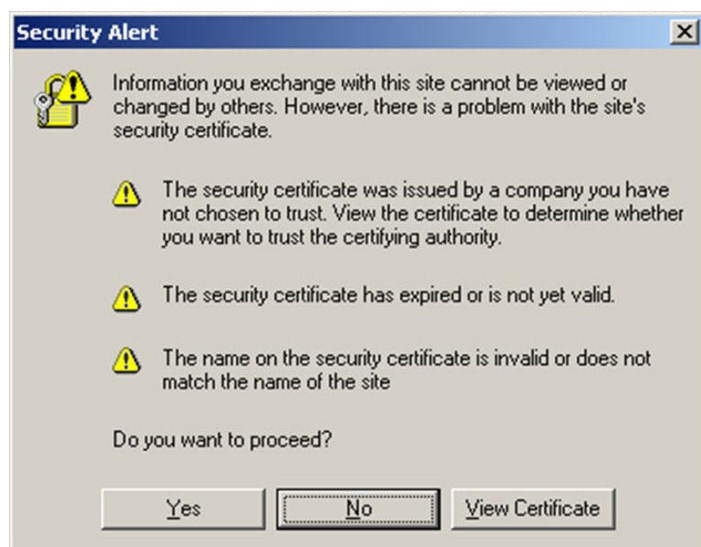 Security Alert
Information you exchange with this site cannot be viewed or
changed by others. However, there is a problem with the site's
security certificate.
The security certificate was issued by a company you have
not chosen to trust. View the certificate to determine whether
you want to trust the certifying authority.
The security certificate has expired or is not yet valid.
The name on the security certificate is invalid or does not
match the name of the site
Do you want to proceed?
Yes No View Certificate